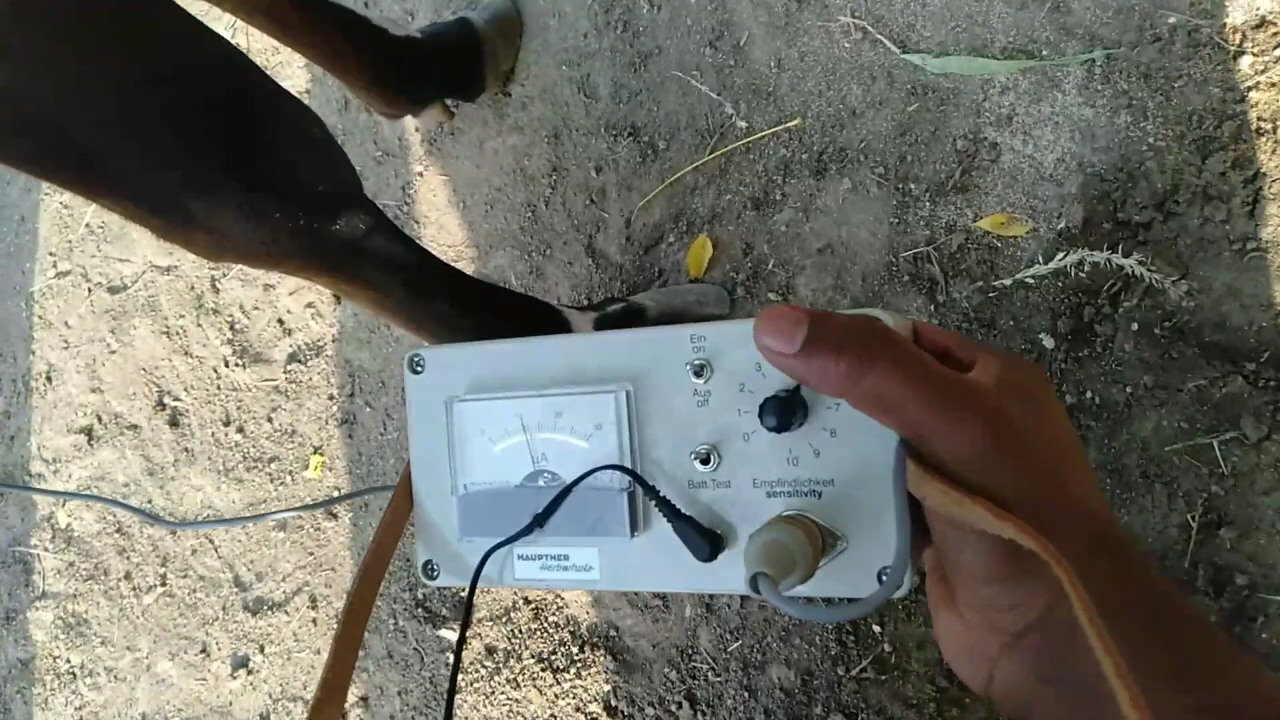 Ein
on
Aus
off
3
2
1
0
7
8
9
10
Batt.Test
Empfindlichkeit
sensitivity
20
µA
HAUPTNER
Herberholz